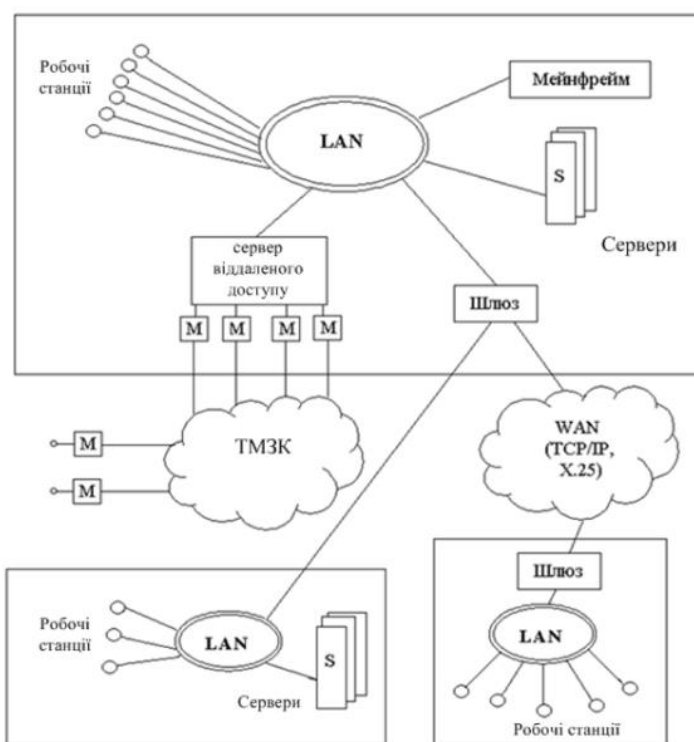 Робочі
станції
LAN
Мейнфрейм
S
Сервери
сервер
віддаленого
доступу
M
M
M
M
Шлюз
ТМЗК
M
M
WAN
(TCP/IP,
X.25)
Шлюз
LAN
Робочі станції
Робочі
станції
LAN
S
Сервери